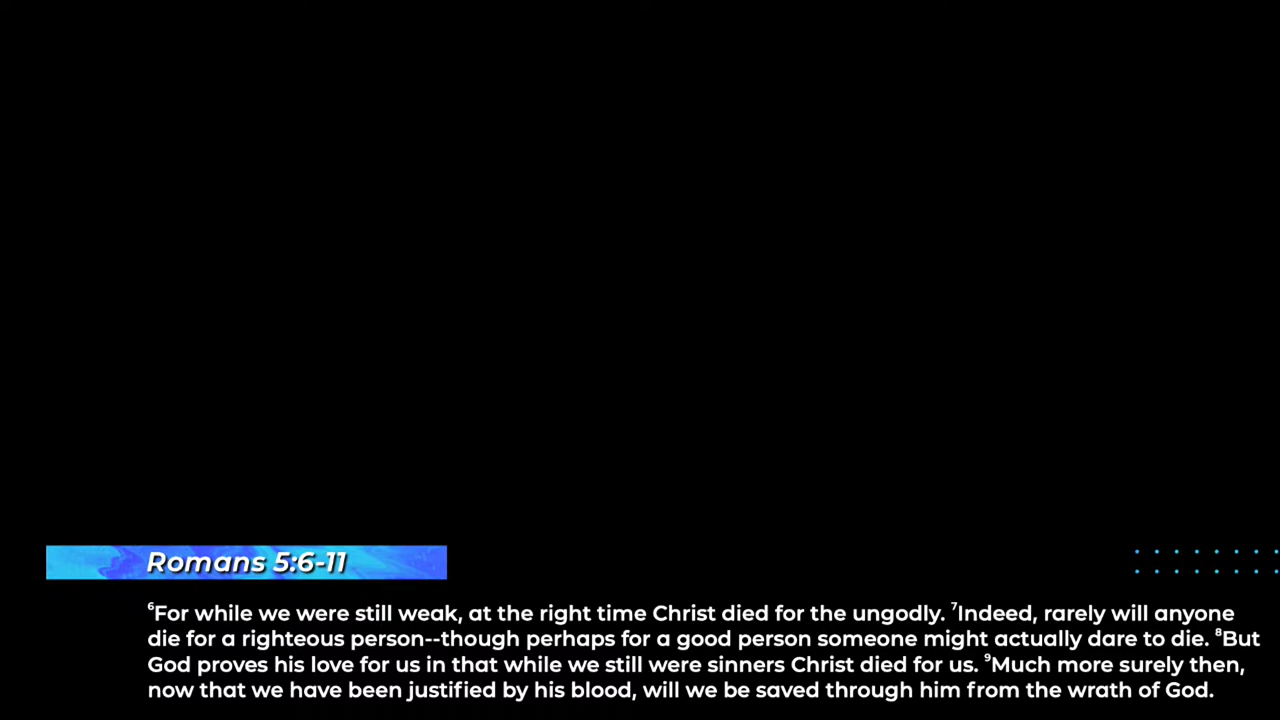 Romans 5:6-11
⁶For while we were still weak, at the right time Christ died for the ungodly. ⁷Indeed, rarely will anyone
die for a righteous person--though perhaps for a good person someone might actually dare to die. ⁸But
God proves his love for us in that while we still were sinners Christ died for us. ⁹Much more surely then,
now that we have been justified by his blood, will we be saved through him from the wrath of God.